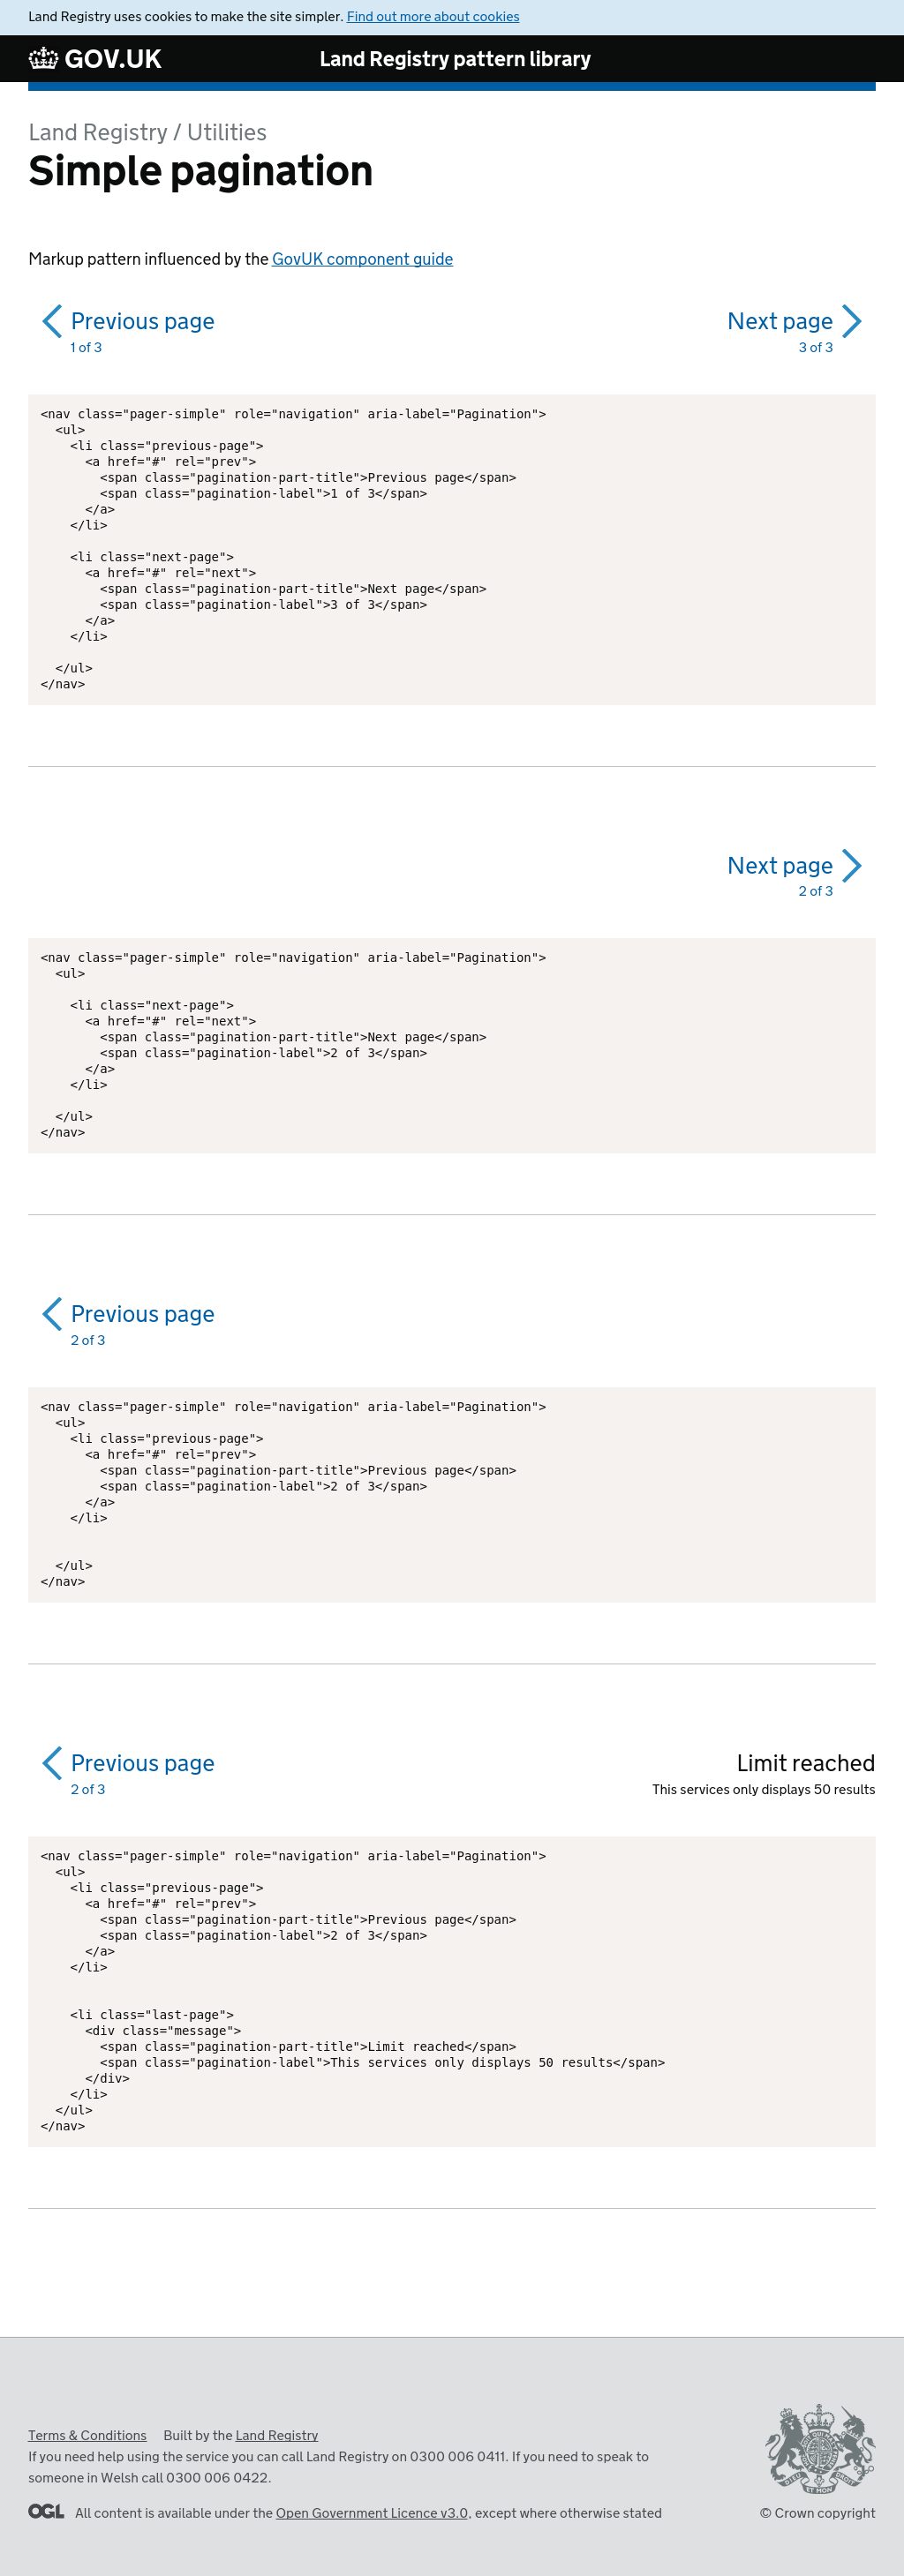 Land Registry uses cookies to make the site simpler. Find out more about cookies
GOV.UK
Land Registry pattern library
Land Registry / Utilities
Simple pagination
Markup pattern influenced by the GovUK component guide
Previous page
1 of 3
Next page
3 of 3
<nav class="pager-simple" role="navigation" aria-label="Pagination">
  <ul>
    <li class="previous-page">
      <a href="#" rel="prev">
        <span class="pagination-part-title">Previous page</span>
        <span class="pagination-label">1 of 3</span>
      </a>
    </li>
    <li class="next-page">
      <a href="#" rel="next">
        <span class="pagination-part-title">Next page</span>
        <span class="pagination-label">3 of 3</span>
      </a>
    </li>
  </ul>
</nav>
Next page
2 of 3
<nav class="pager-simple" role="navigation" aria-label="Pagination">
  <ul>
    <li class="next-page">
      <a href="#" rel="next">
        <span class="pagination-part-title">Next page</span>
        <span class="pagination-label">2 of 3</span>
      </a>
    </li>
  </ul>
</nav>
Previous page
2 of 3
<nav class="pager-simple" role="navigation" aria-label="Pagination">
  <ul>
    <li class="previous-page">
      <a href="#" rel="prev">
        <span class="pagination-part-title">Previous page</span>
        <span class="pagination-label">2 of 3</span>
      </a>
    </li>
  </ul>
</nav>
Previous page
2 of 3
Limit reached
This services only displays 50 results
<nav class="pager-simple" role="navigation" aria-label="Pagination">
  <ul>
    <li class="previous-page">
      <a href="#" rel="prev">
        <span class="pagination-part-title">Previous page</span>
        <span class="pagination-label">2 of 3</span>
      </a>
    </li>
    <li class="last-page">
      <div class="message">
        <span class="pagination-part-title">Limit reached</span>
        <span class="pagination-label">This services only displays 50 results</span>
      </div>
    </li>
  </ul>
</nav>
Terms & Conditions Built by the Land Registry
If you need help using the service you can call Land Registry on 0300 006 0411. If you need to speak to
someone in Welsh call 0300 006 0422.
DIEU ET MON DROIT
OGL All content is available under the Open Government Licence v3.0, except where otherwise stated
© Crown copyright